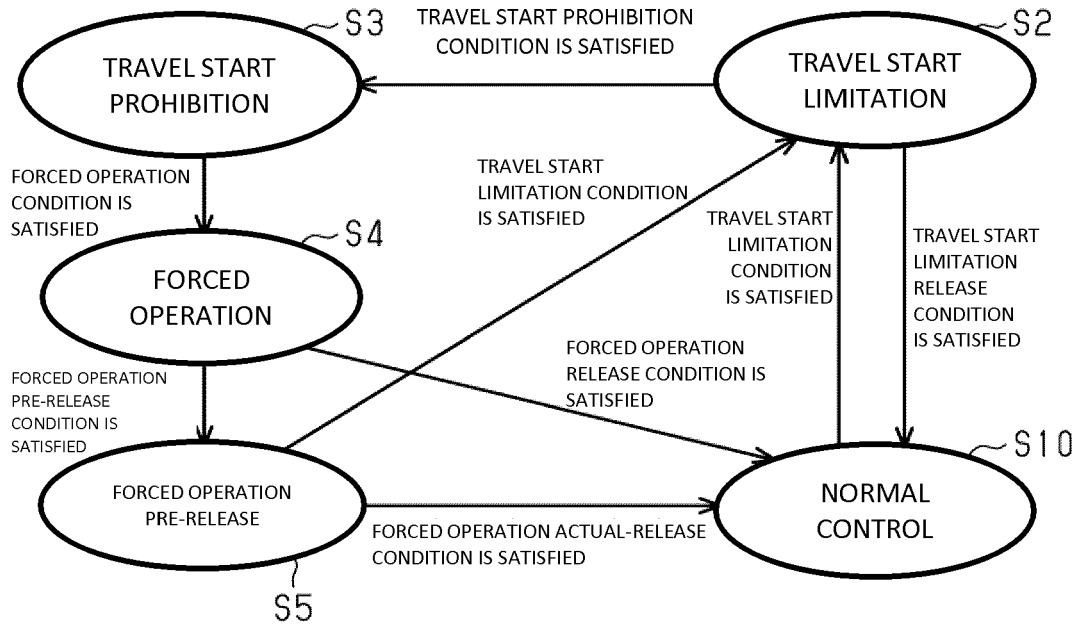 S3
TRAVEL START
PROHIBITION
TRAVEL START PROHIBITION
CONDITION IS SATISFIED
S2
TRAVEL START
LIMITATION
FORCED OPERATION
CONDITION IS
SATISFIED
TRAVEL START
LIMITATION CONDITION
IS SATISFIED
TRAVEL START
LIMITATION
CONDITION
IS SATISFIED
TRAVEL START
LIMITATION
RELEASE
CONDITION
IS SATISFIED
S4
FORCED
OPERATION
FORCED OPERATION
RELEASE CONDITION IS
SATISFIED
FORCED OPERATION
PRE-RELEASE
CONDITION IS
SATISFIED
S10
NORMAL
CONTROL
FORCED OPERATION
PRE-RELEASE
FORCED OPERATION ACTUAL-RELEASE
CONDITION IS SATISFIED
S5